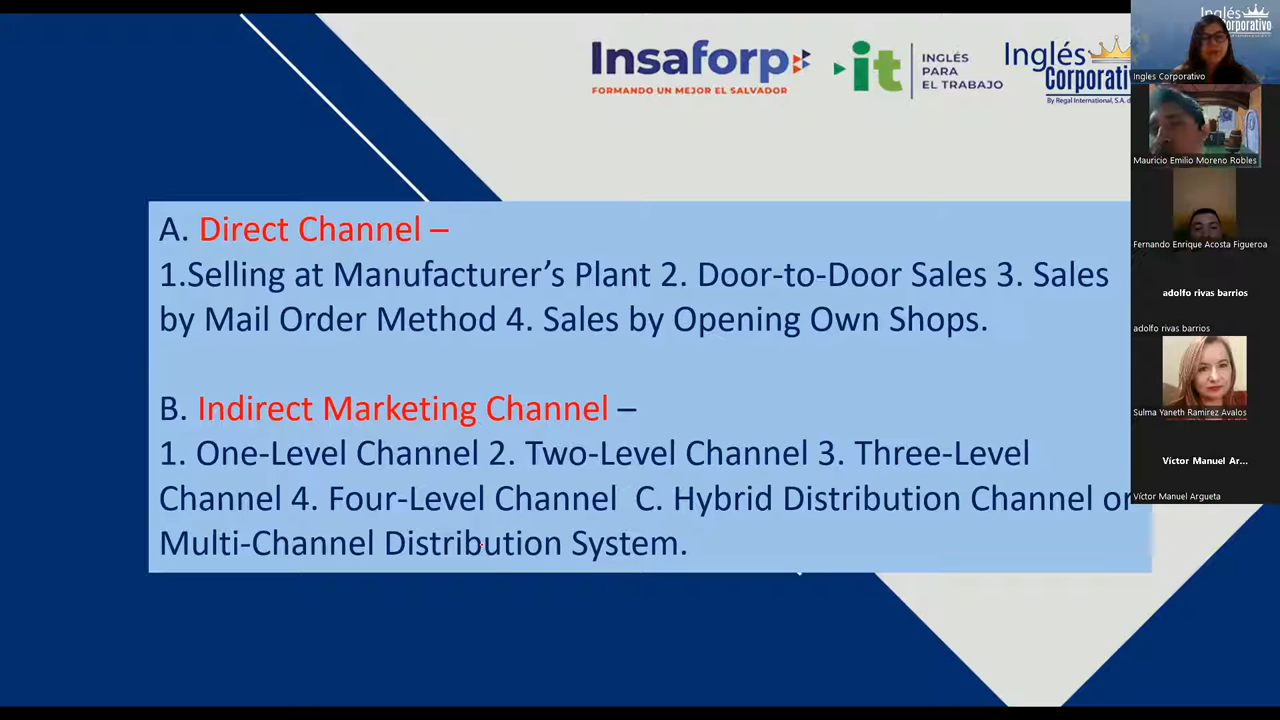 Insaforp
FORMANDO UN MEJOR EL SALVADOR
it
INGLÉS
PARA
EL TRABAJO
Inglés
Corporati
By Regal International, S.A. d
A. Direct Channel –
1.Selling at Manufacturer’s Plant 2. Door-to-Door Sales 3. Sales
by Mail Order Method 4. Sales by Opening Own Shops.
B. Indirect Marketing Channel –
1. One-Level Channel 2. Two-Level Channel 3. Three-Level
Channel 4. Four-Level Channel C. Hybrid Distribution Channel or
Multi-Channel Distribution System.
Inglés
Corporativo
Ingles Corporativo
Mauricio Emilio Moreno Robles
Fernando Enrique Acosta Figueroa
adolfo rivas barrios
adolfo rivas barrios
Sulma Yaneth Ramirez Avalos
Víctor Manuel Ar...
Víctor Manuel Argueta